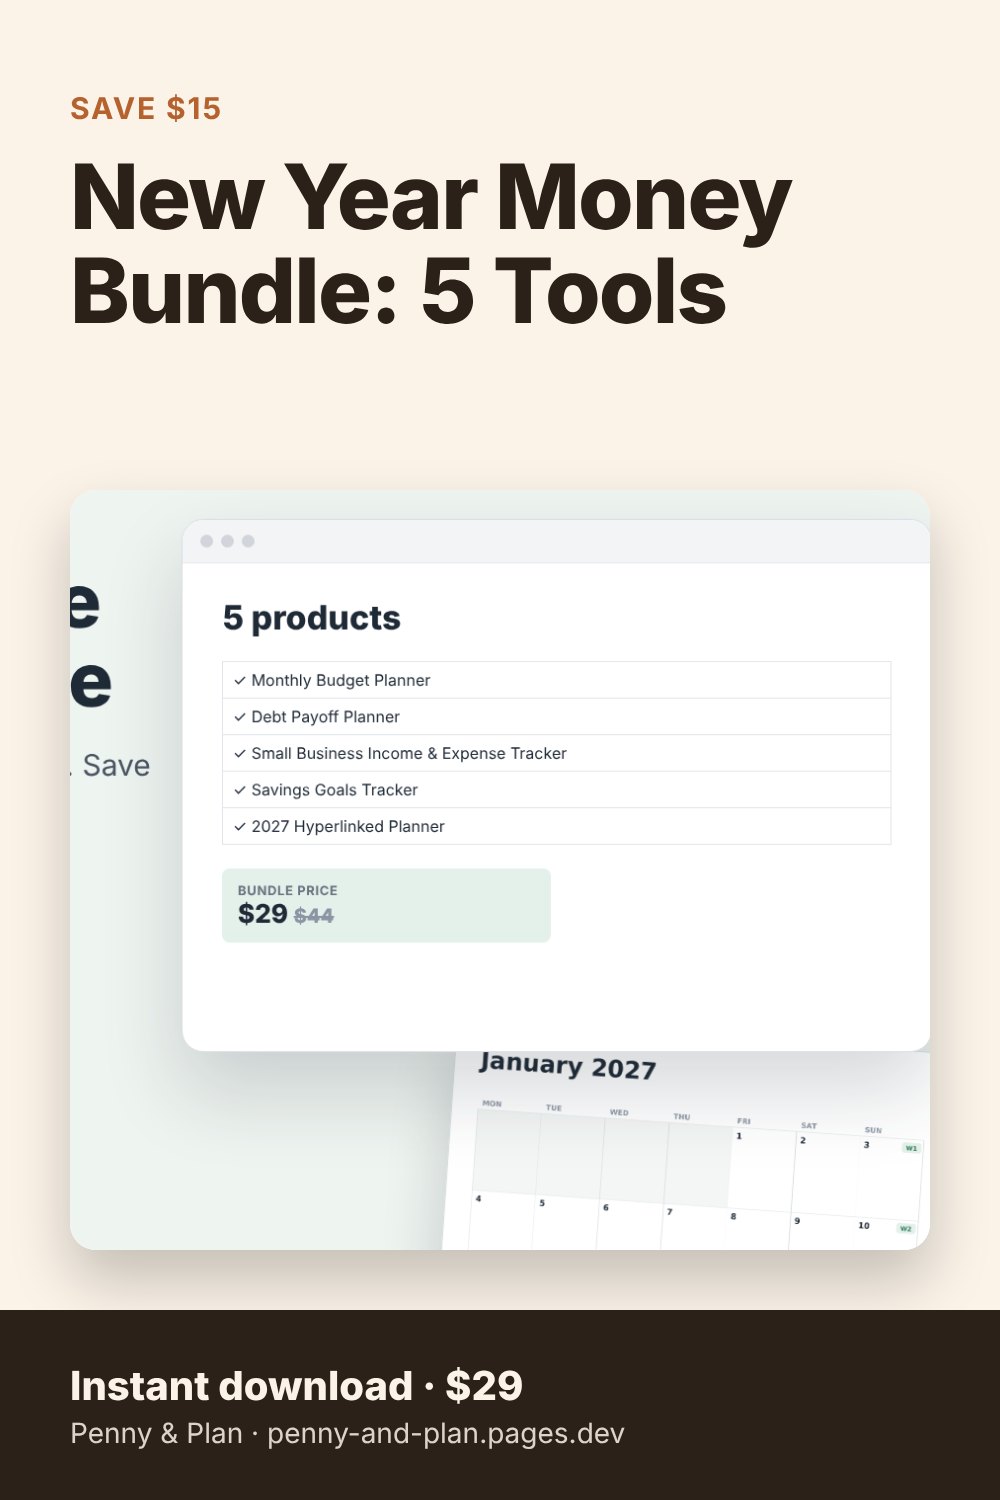 SAVE $15
New Year Money
Bundle: 5 Tools
e
e
. Save
5 products
✓ Monthly Budget Planner
✓ Debt Payoff Planner
✓ Small Business Income & Expense Tracker
✓ Savings Goals Tracker
✓ 2027 Hyperlinked Planner
BUNDLE PRICE
$29 $44
January 2027
MON TUE WED THU FRI SAT SUN
1 2 3 W1
4 5 6 7 8 9 10 W2
Instant download · $29
Penny & Plan · penny-and-plan.pages.dev